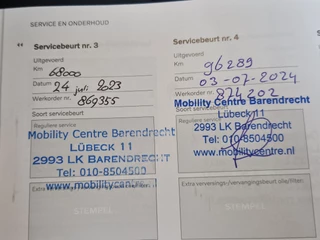 SERVICE EN ONDERHOUD
Servicebeurt nr. 3
Uitgevoerd
Km 68000
Datum 24 juli 2023
Werkorder nr. 869355
Soort servicebeurt
Reguliere service
Mobility Centre Barendrecht
LÜBECK 11
2993 LK BARENDRECHT
Tel: 010-8504500
www.mobilitycentre.nl
STEMPEL
Servicebeurt nr. 4
Uitgevoerd
Km 96289
Datum 03-07-2024
Werkorder nr. 874202
Mobility Centre Barendrecht
Soort servicebeurt
Lübeck 11
Reguliere service
2993 LK Barendrecht
Tel: 010-8504500
www.mobilitycentre.nl
Extra verversings-/vervangingsbeurt olie/filter:
STEMPEL